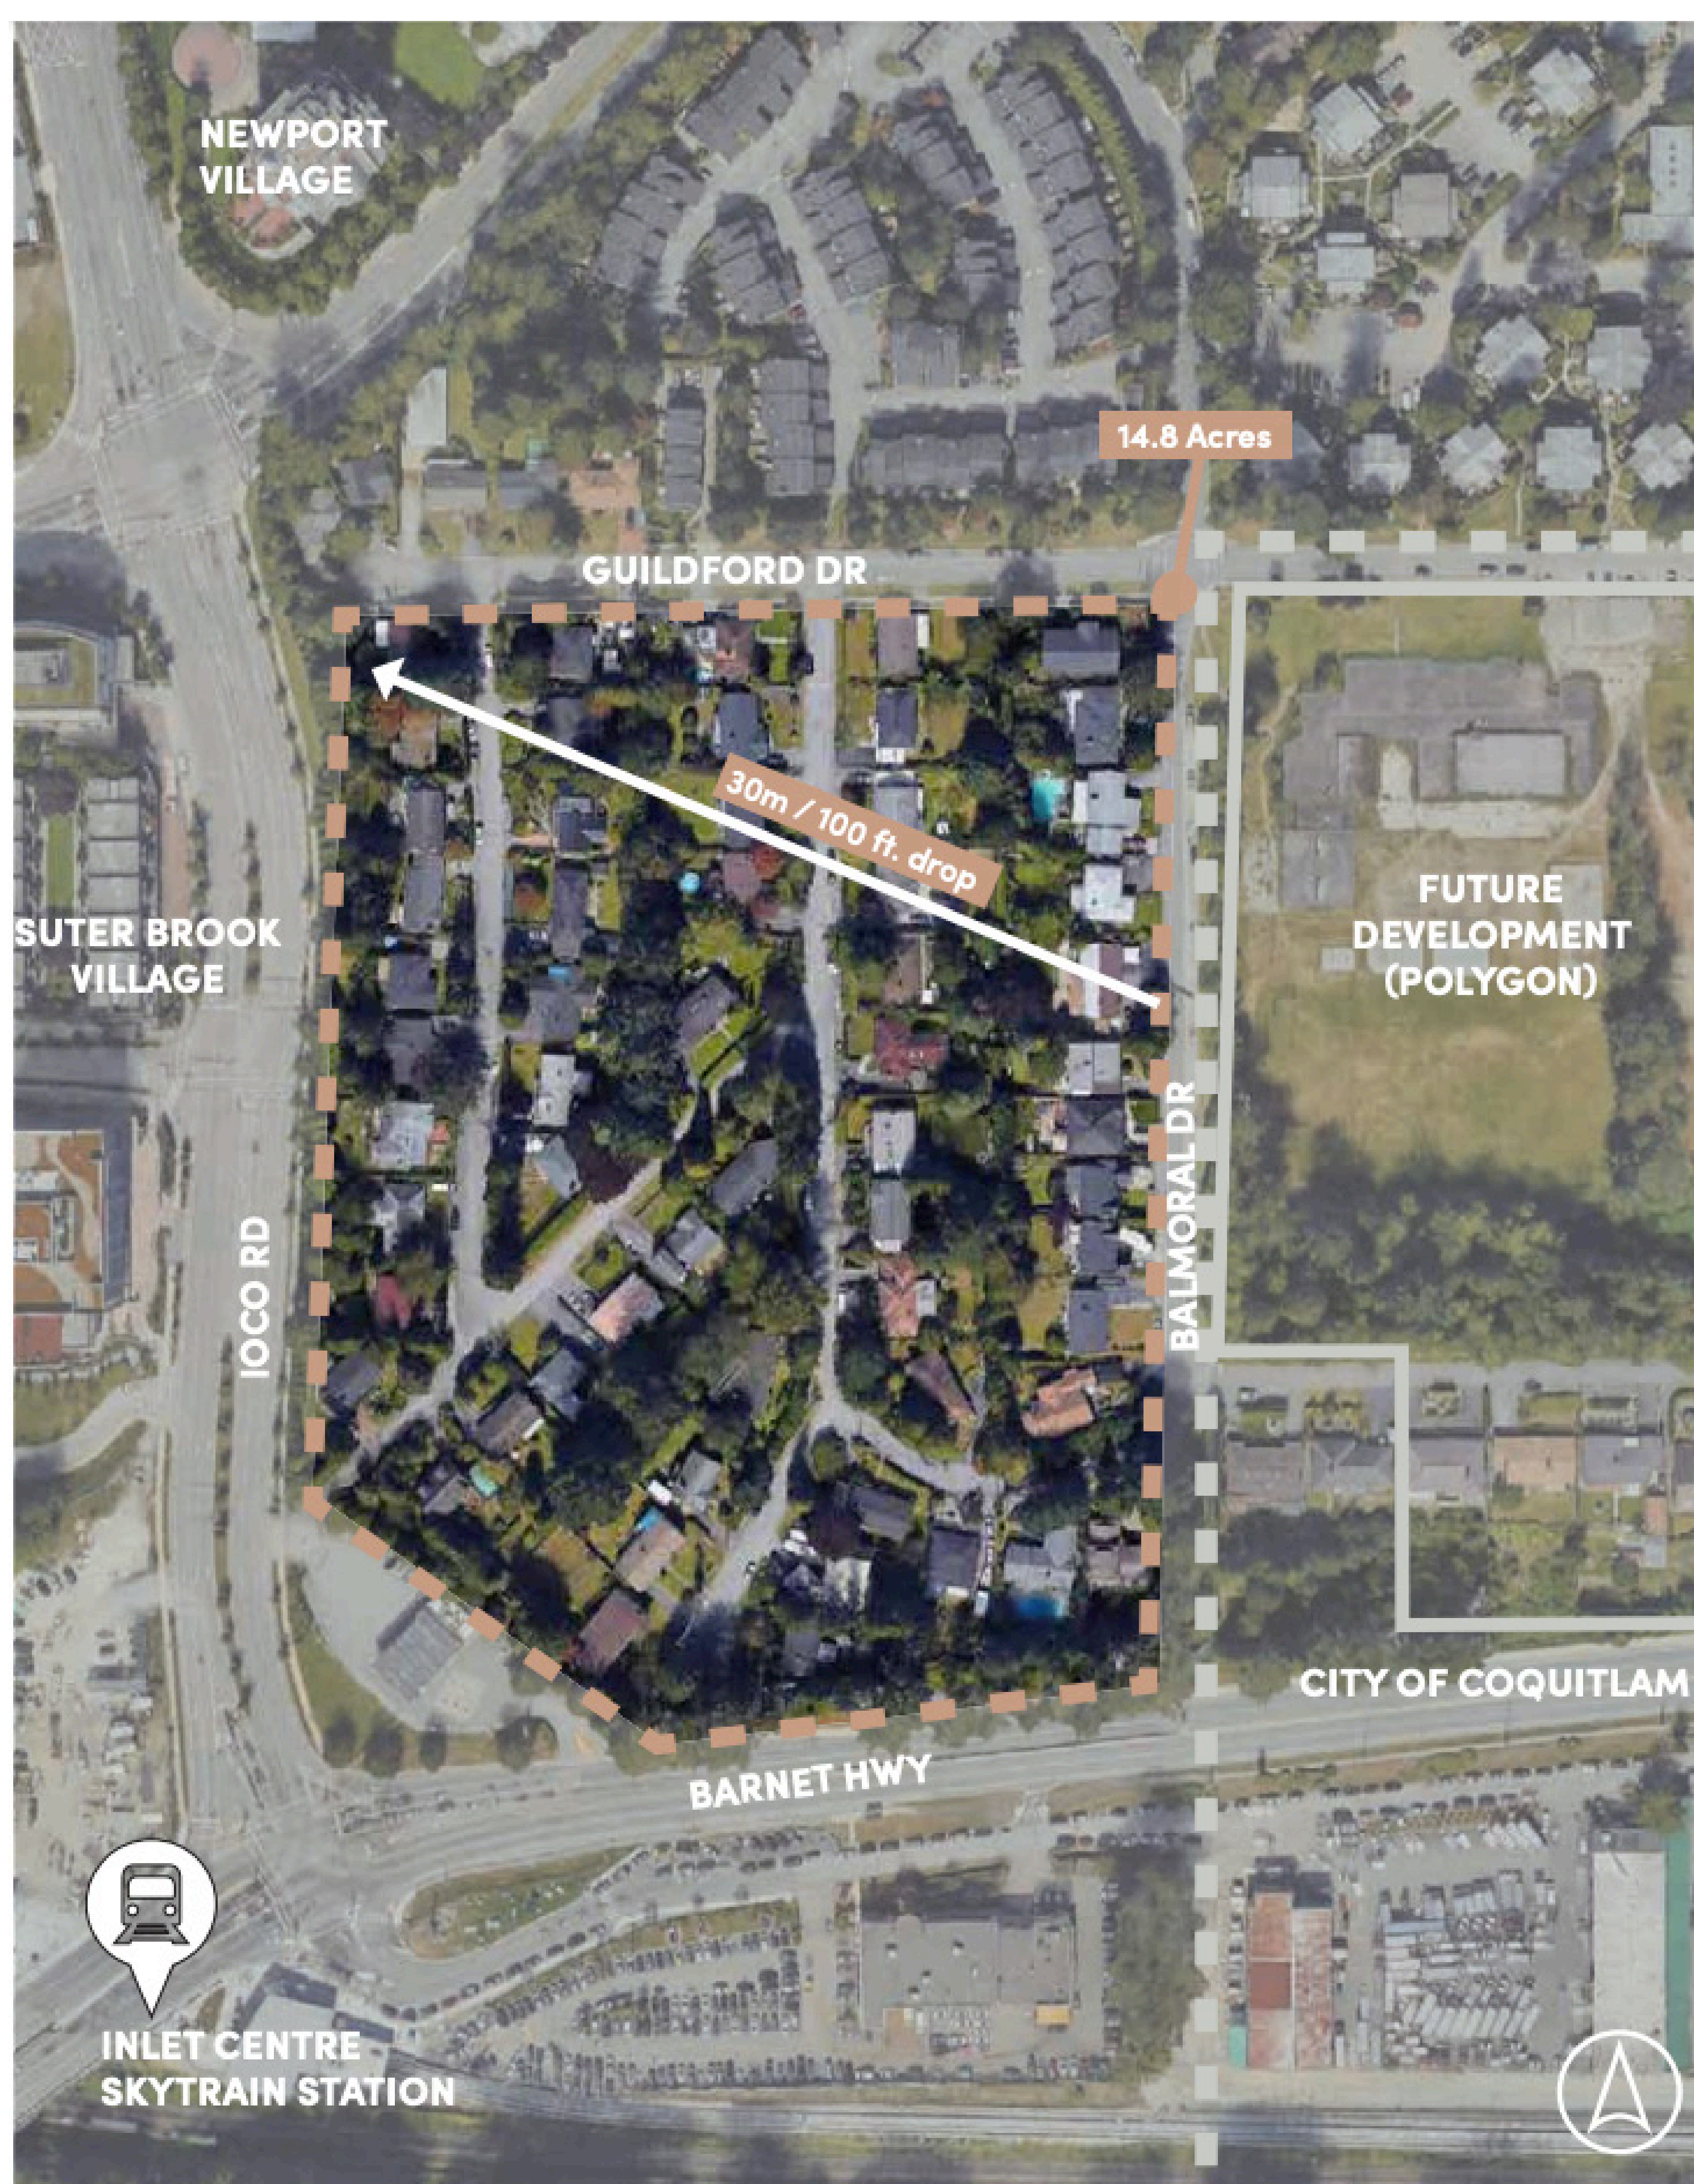 NEWPORT
VILLAGE
14.8 Acres
GUILDFORD DR
30m / 100 ft. drop
SUTER BROOK
VILLAGE
FUTURE
DEVELOPMENT
(POLYGON)
BALMORAL DR
IOCO RD
CITY OF COQUITLAM
BARNET HWY
INLET CENTRE
SKYTRAIN STATION